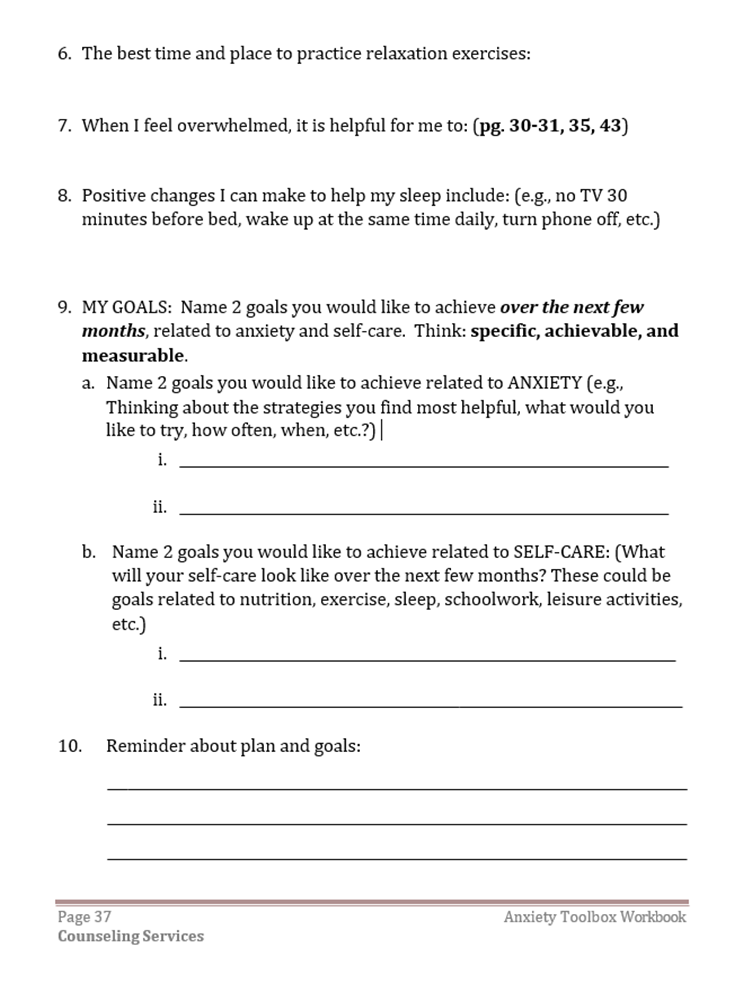 6. The best time and place to practice relaxation exercises:
7. When I feel overwhelmed, it is helpful for me to: (pg. 30-31, 35, 43)
8. Positive changes I can make to help my sleep include: (e.g., no TV 30
minutes before bed, wake up at the same time daily, turn phone off, etc.)
9. MY GOALS: Name 2 goals you would like to achieve over the next few
months, related to anxiety and self-care. Think: specific, achievable, and
measurable.
a. Name 2 goals you would like to achieve related to ANXIETY (e.g.,
Thinking about the strategies you find most helpful, what would you
like to try, how often, when, etc.?)
i.
ii.
b. Name 2 goals you would like to achieve related to SELF-CARE: (What
will your self-care look like over the next few months? These could be
goals related to nutrition, exercise, sleep, schoolwork, leisure activities,
etc.)
i.
ii.
10. Reminder about plan and goals:
Page 37 Anxiety Toolbox Workbook
Counseling Services